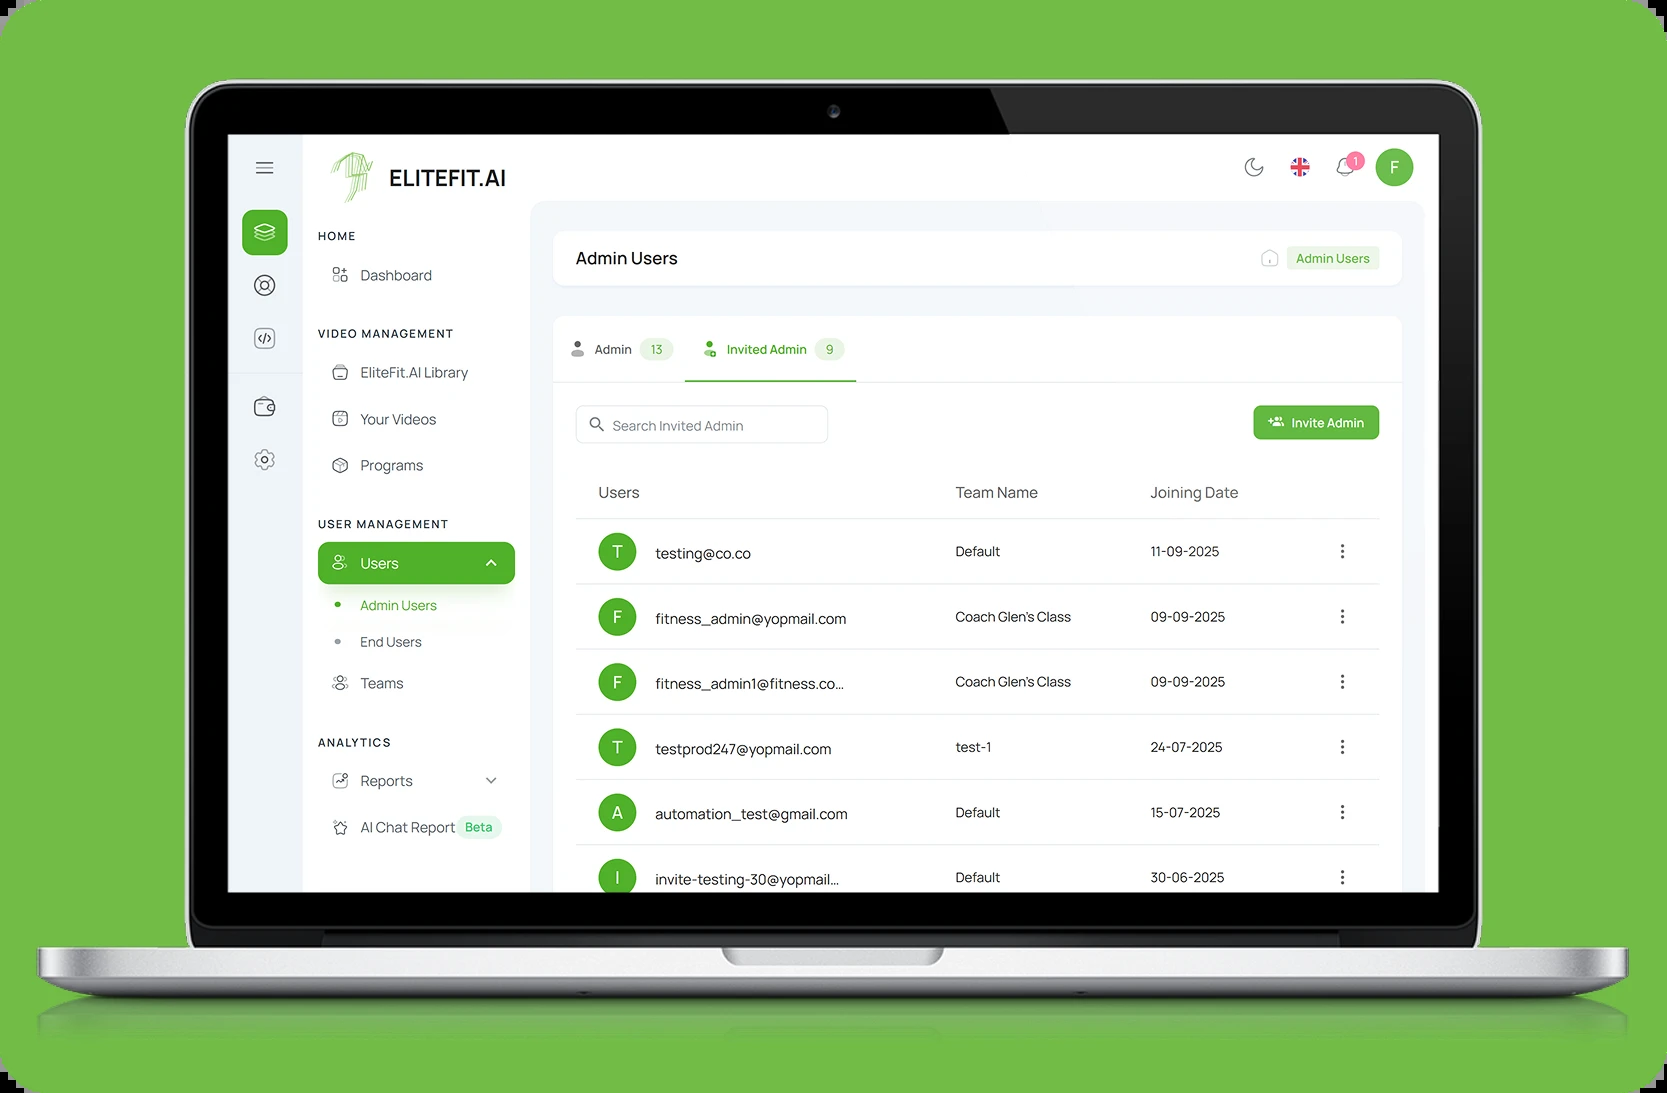 ELITEFIT.AI
1
F
HOME
Dashboard
VIDEO MANAGEMENT
EliteFit.AI Library
Your Videos
Programs
USER MANAGEMENT
Users
Admin Users
End Users
Teams
ANALYTICS
Reports
AI Chat Report Beta
Admin Users
Admin Users
Admin 13 Invited Admin 9
Search Invited Admin
Invite Admin
Users Team Name Joining Date
T testing@co.co Default 11-09-2025
F fitness_admin@yopmail.com Coach Glen's Class 09-09-2025
F fitness_admin1@fitness.co... Coach Glen's Class 09-09-2025
T testprod247@yopmail.com test-1 24-07-2025
A automation_test@gmail.com Default 15-07-2025
I invite-testing-30@yopmail... Default 30-06-2025